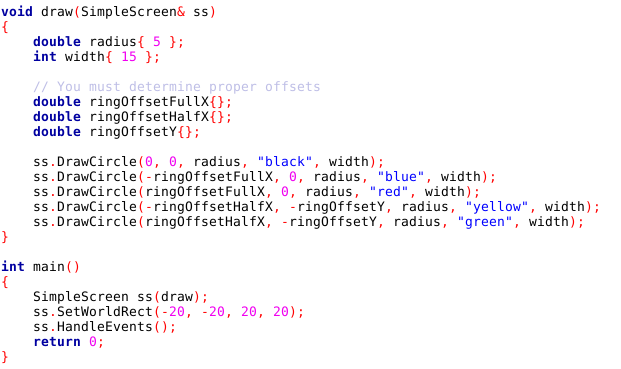 void draw(SimpleScreen& ss)
{
    double radius{ 5 };
    int width{ 15 };

    // You must determine proper offsets
    double ringOffsetFullX{};
    double ringOffsetHalfX{};
    double ringOffsetY{};

    ss.DrawCircle(0, 0, radius, "black", width);
    ss.DrawCircle(-ringOffsetFullX, 0, radius, "blue", width);
    ss.DrawCircle(ringOffsetFullX, 0, radius, "red", width);
    ss.DrawCircle(-ringOffsetHalfX, -ringOffsetY, radius, "yellow", width);
    ss.DrawCircle(ringOffsetHalfX, -ringOffsetY, radius, "green", width);
}

int main()
{
    SimpleScreen ss(draw);
    ss.SetWorldRect(-20, -20, 20, 20);
    ss.HandleEvents();
    return 0;
}